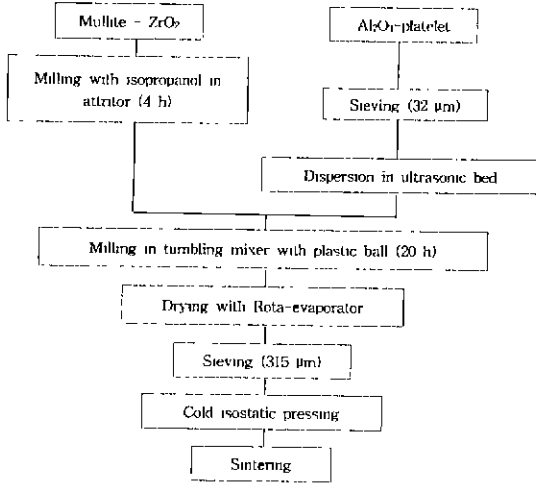 Mullite - ZrO₂
Al₂O₃-platelet
Milling with isopropanol in
attritor (4 h)
Sieving (32 μm)
Dispersion in ultrasonic bed
Milling in tumbling mixer with plastic ball (20 h)
Drying with Rota-evaporator
Sieving (315 μm)
Cold isostatic pressing
Sintering